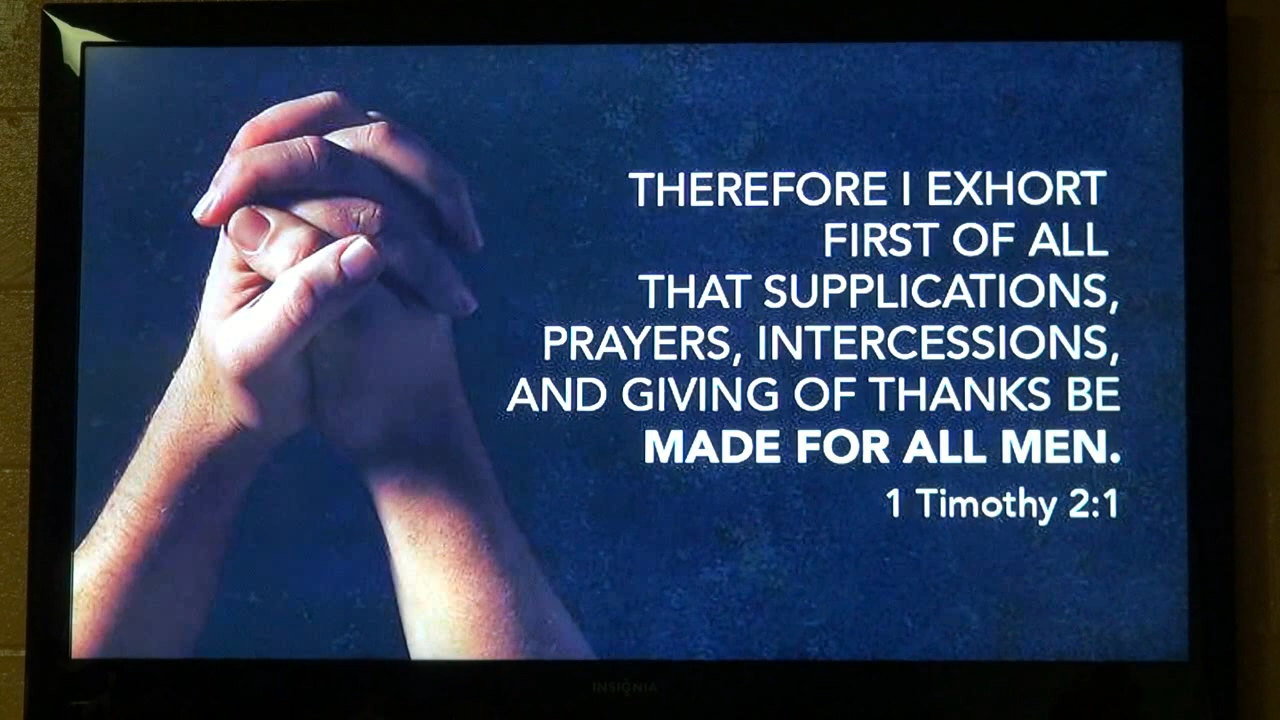 THEREFORE I EXHORT
FIRST OF ALL
THAT SUPPLICATIONS,
PRAYERS, INTERCESSIONS,
AND GIVING OF THANKS BE
MADE FOR ALL MEN.
1 Timothy 2:1
INSIGNIA